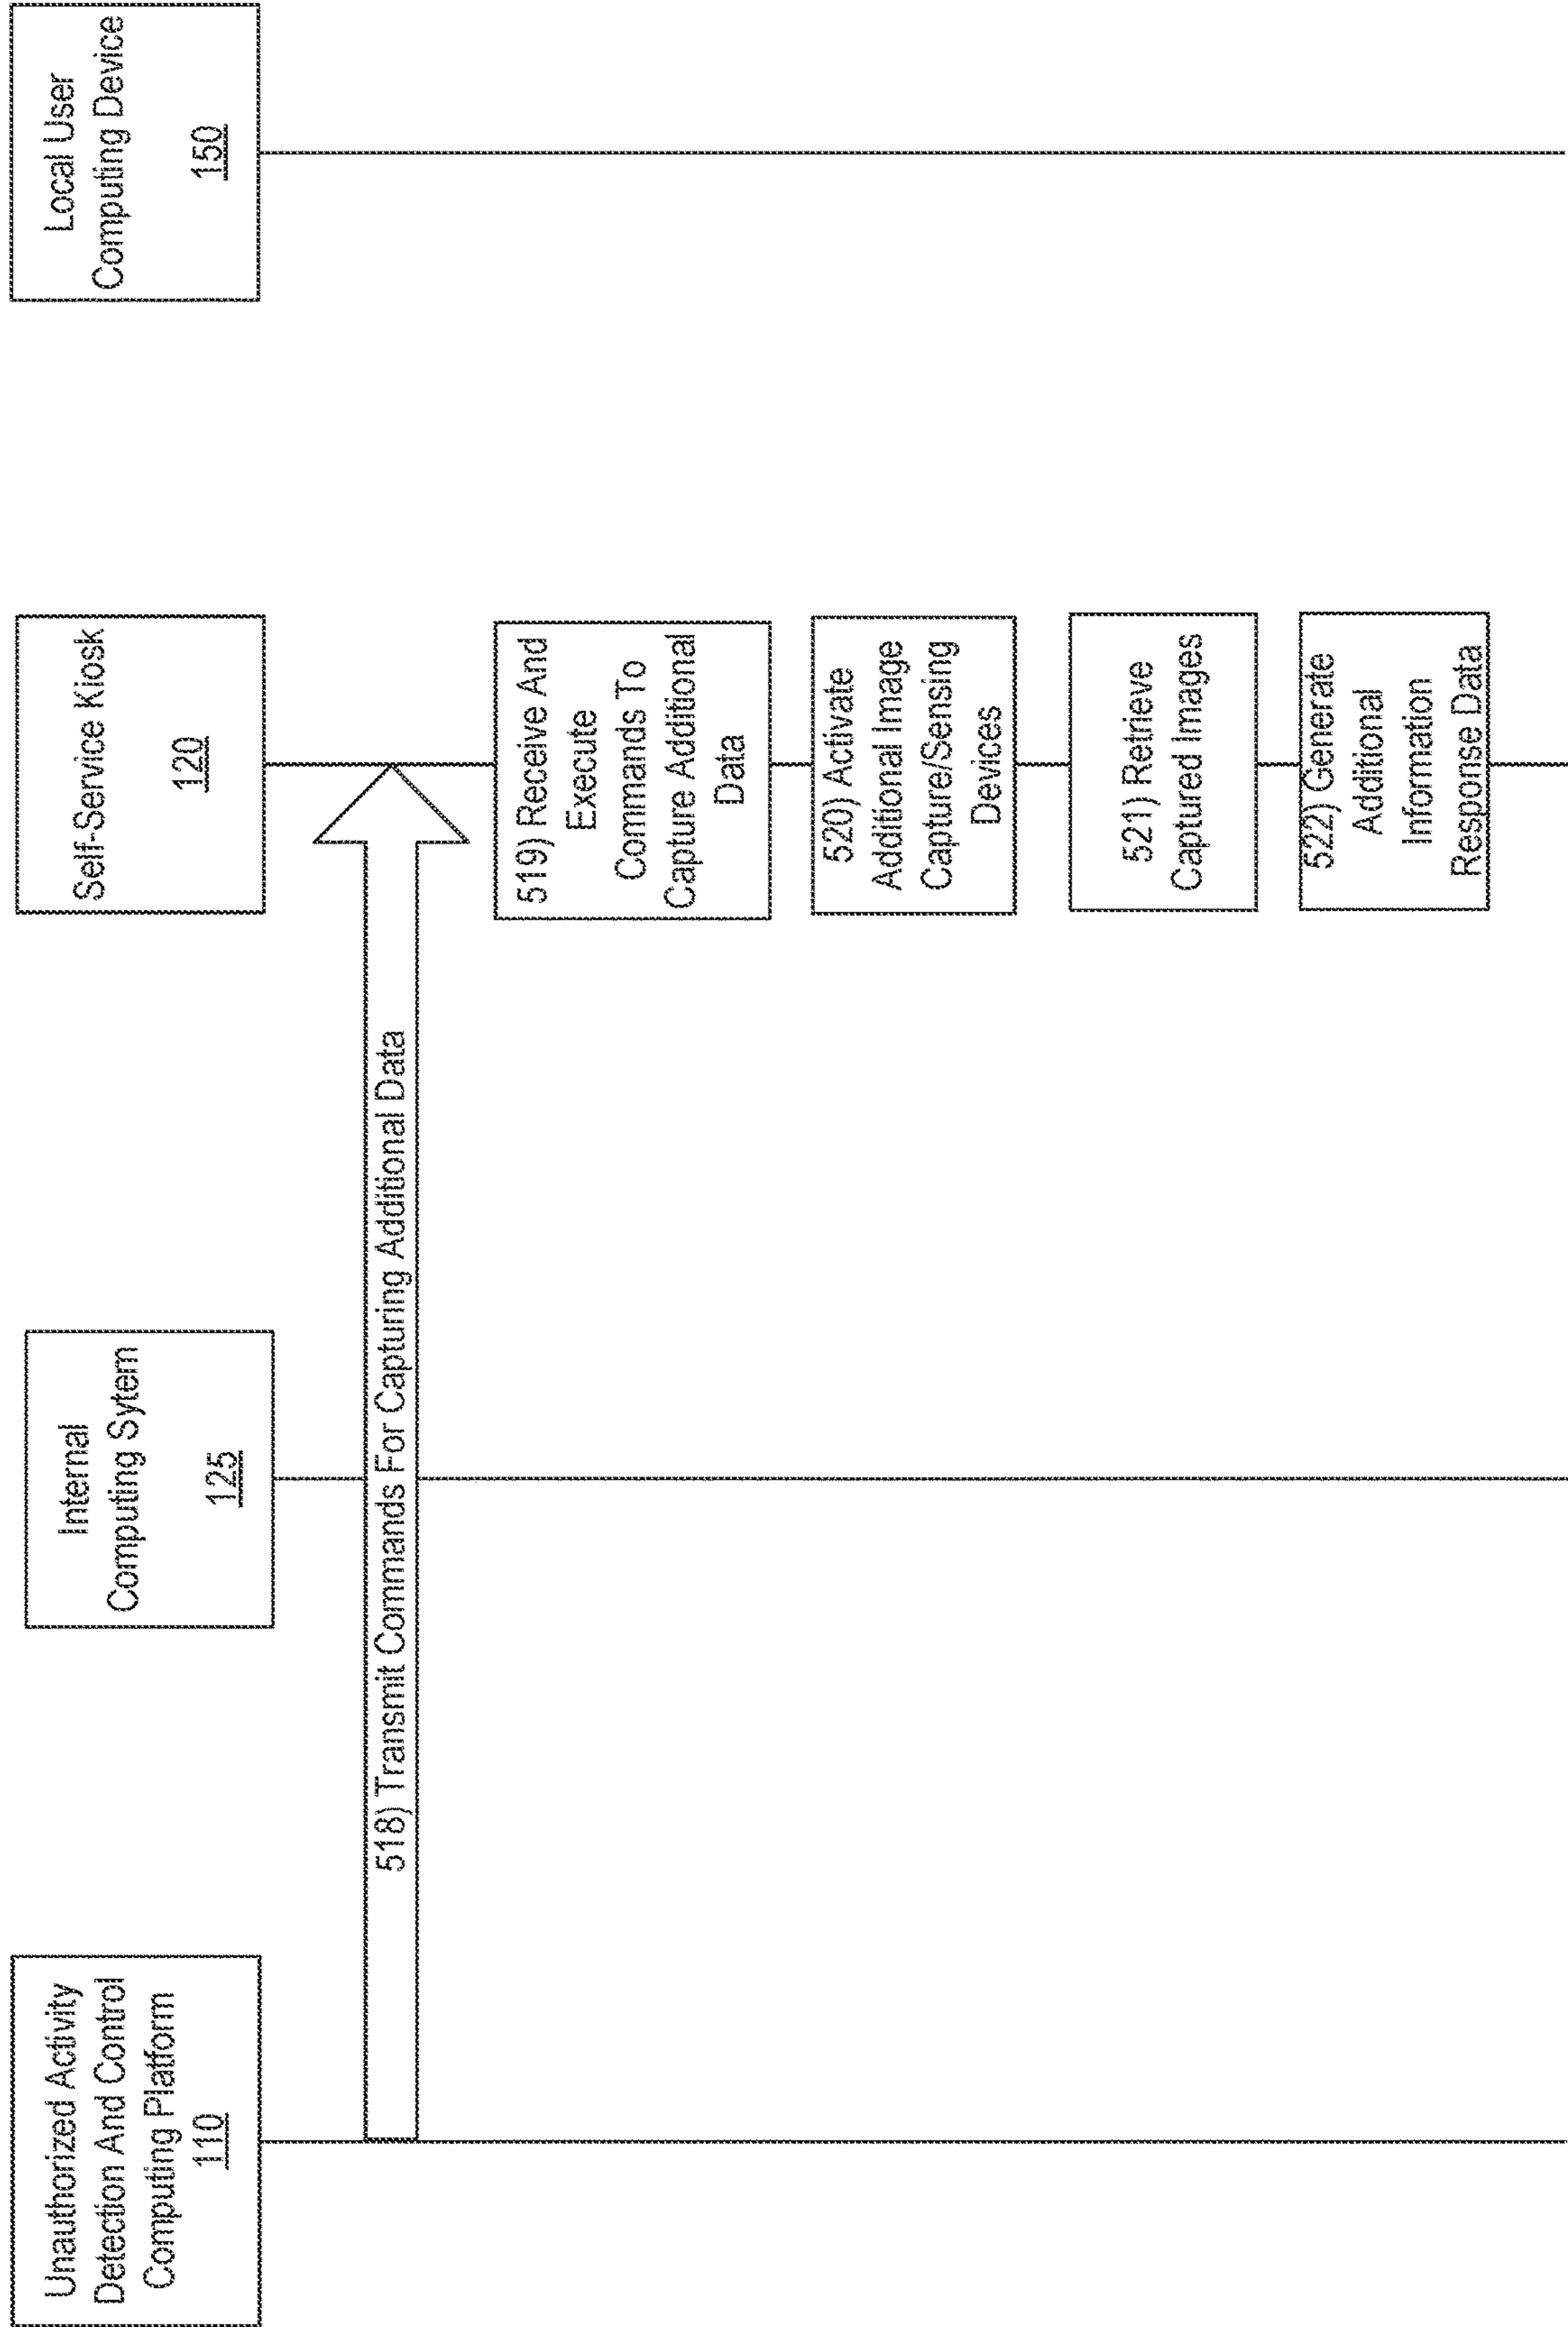 Unauthorized Activity
Detection And Control
Computing Platform
110
Internal
Computing Sytem
125
Self-Service Kiosk
120
Local User
Computing Device
150
518) Transmit Commands For Capturing Additional Data
519) Receive And
Execute
Commands To
Capture Additional
Data
520) Activate
Additional Image
Capture/Sensing
Devices
521) Retrieve
Captured Images
522) Generate
Additional
Information
Response Data